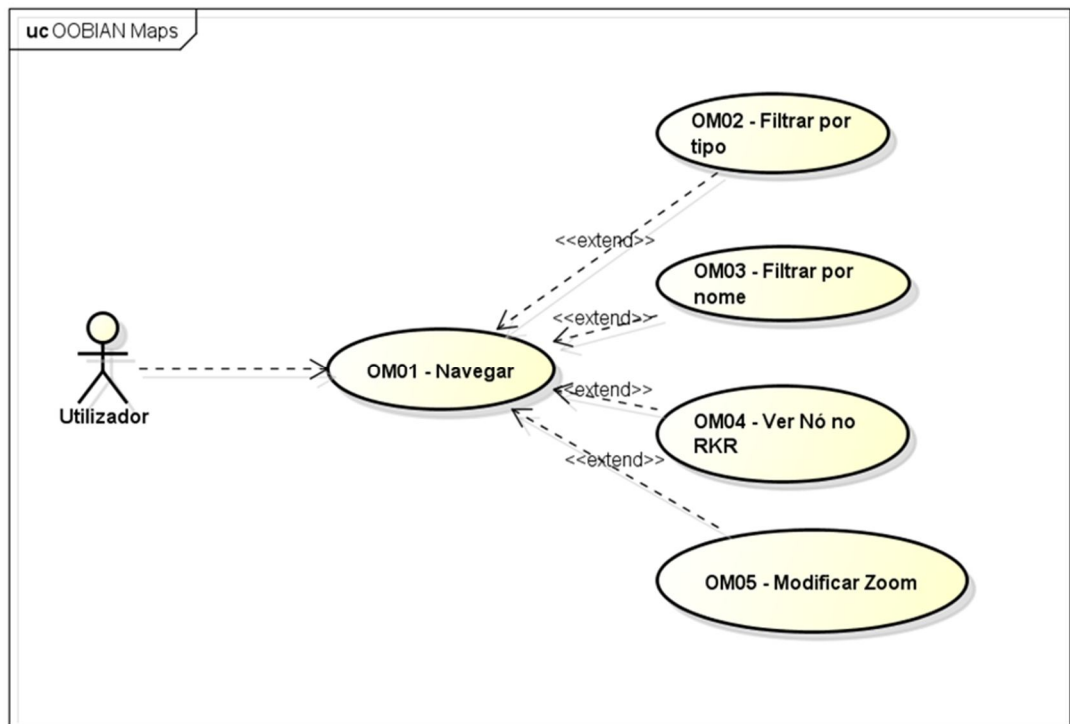 uc OOBIAN Maps
OM02 - Filtrar por
tipo
<<extend>>
OM03 - Filtrar por
nome
<<extend>>
OM01 - Navegar
Utilizador
<<extend>>
OM04 - Ver Nó no
RKR
<<extend>>
OM05 - Modificar Zoom